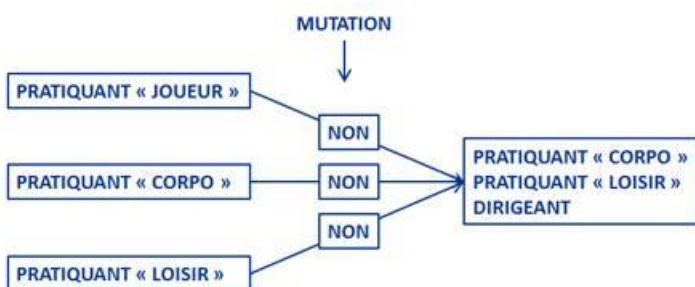 MUTATION
PRATIQUANT « JOUEUR »
NON
PRATIQUANT « CORPO »
NON
PRATIQUANT « CORPO »
PRATIQUANT « LOISIR »
DIRIGEANT
NON
PRATIQUANT « LOISIR »